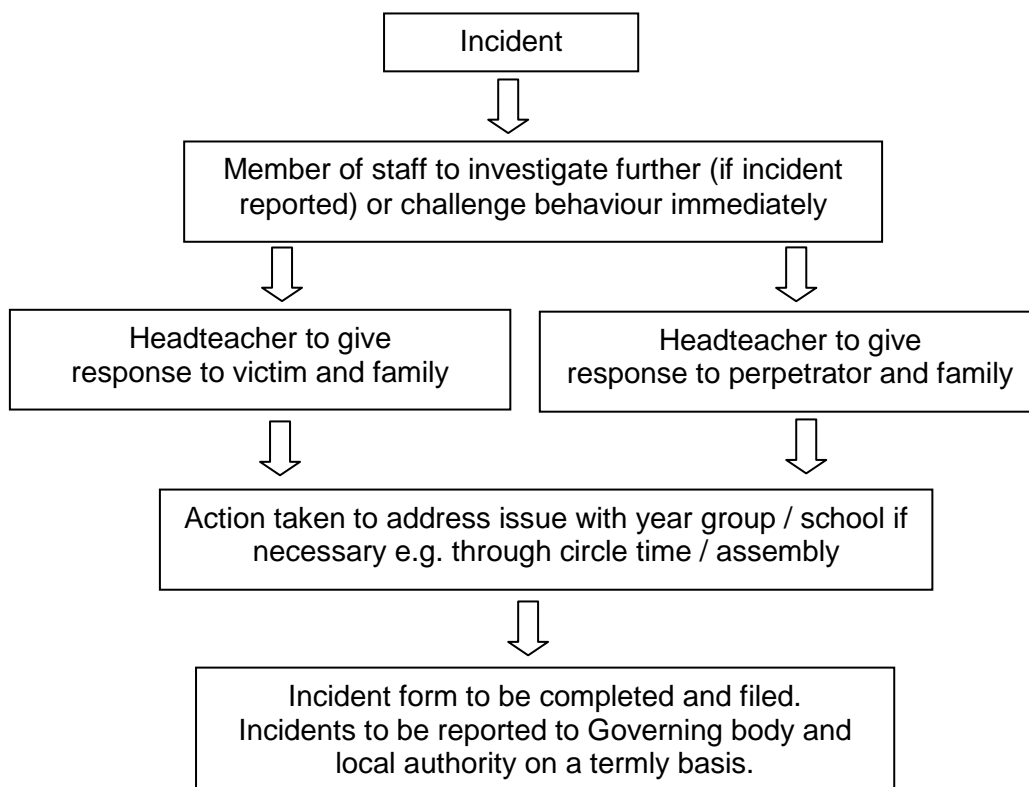 Incident
Member of staff to investigate further (if incident
reported) or challenge behaviour immediately
Headteacher to give
response to victim and family
Headteacher to give
response to perpetrator and family
Action taken to address issue with year group / school if
necessary e.g. through circle time / assembly
Incident form to be completed and filed.
Incidents to be reported to Governing body and
local authority on a termly basis.